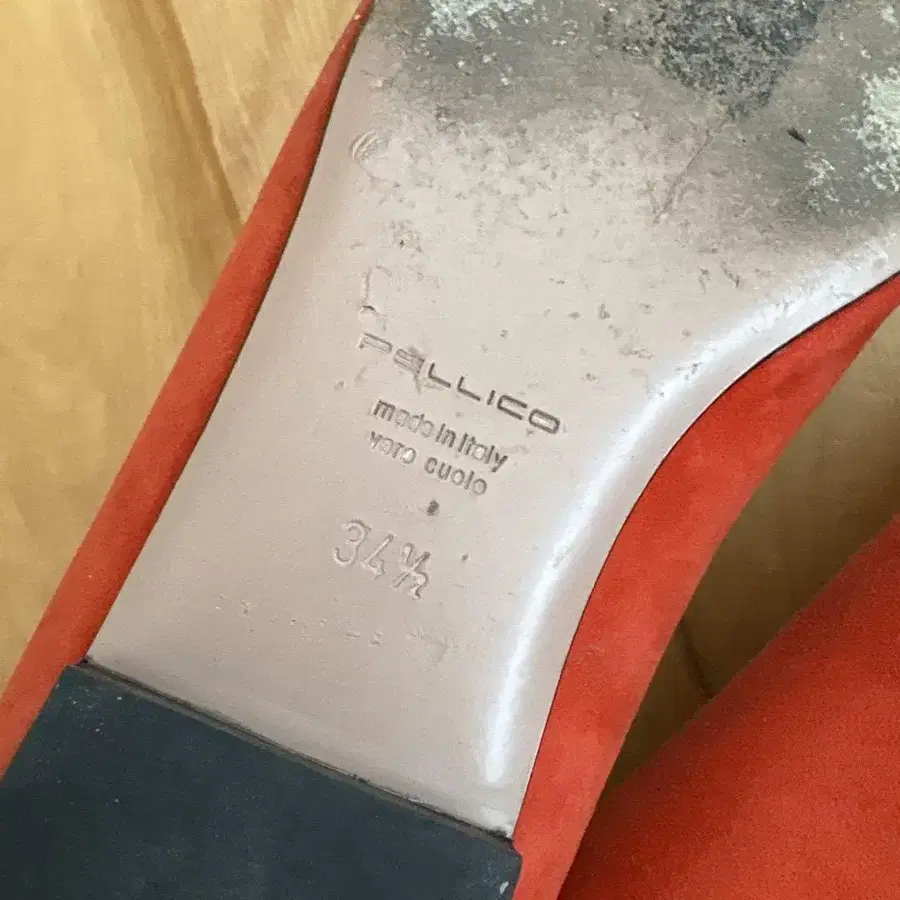 PELLICO
made in Italy
vero cuoio
34½